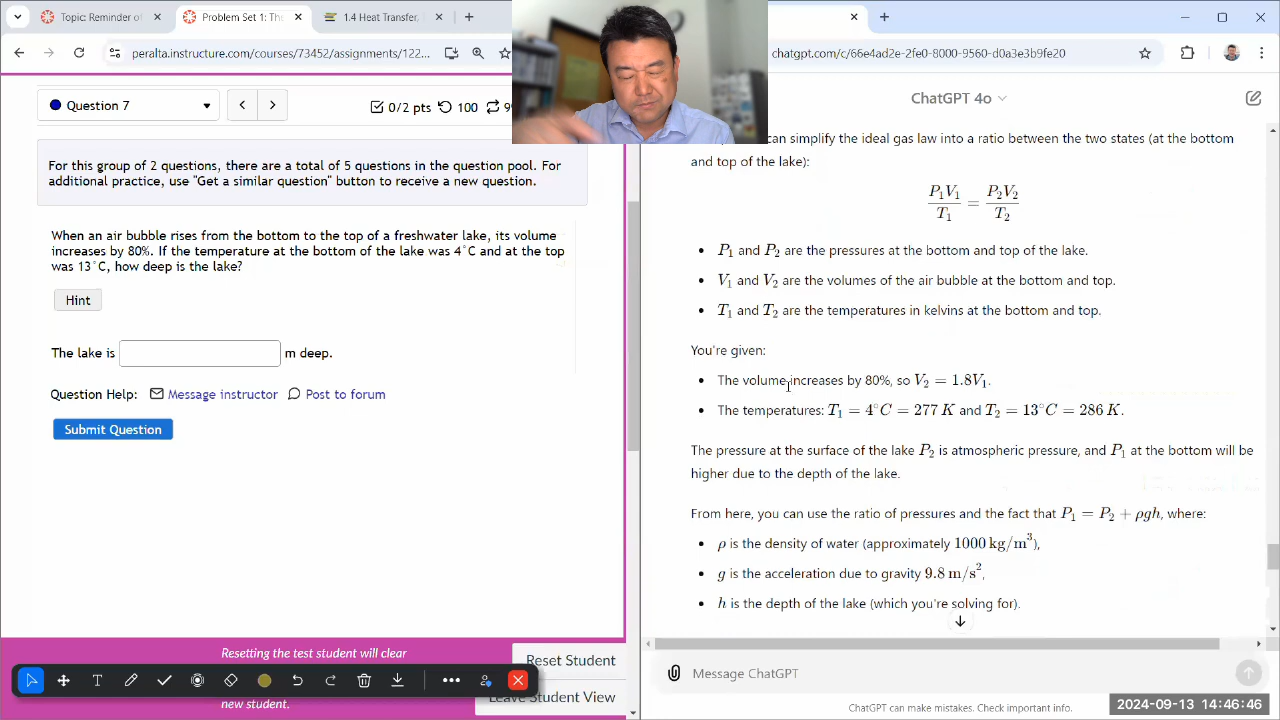 Topic: Reminder of
Problem Set 1: The
1.4 Heat Transfer,
peralta.instructure.com/courses/73452/assignments/122...
chatgpt.com/c/66e4ad2e-2fe0-8000-9560-d0a3e3b9fe20
Question 7
0/2 pts
100
ChatGPT 4o
For this group of 2 questions, there are a total of 5 questions in the question pool. For
additional practice, use "Get a similar question" button to receive a new question.
When an air bubble rises from the bottom to the top of a freshwater lake, its volume
increases by 80%. If the temperature at the bottom of the lake was 4°C and at the top
was 13°C, how deep is the lake?
Hint
The lake is
m deep.
Question Help:
Message instructor
Post to forum
Submit Question
Resetting the test student will clear
new student.
Reset Student
Leave Student View
can simplify the ideal gas law into a ratio between the two states (at the bottom
and top of the lake):
P₁V₁/T₁ = P₂V₂/T₂
• P₁ and P₂ are the pressures at the bottom and top of the lake.
• V₁ and V₂ are the volumes of the air bubble at the bottom and top.
• T₁ and T₂ are the temperatures in kelvins at the bottom and top.
You're given:
• The volume increases by 80%, so V₂ = 1.8V₁.
• The temperatures: T₁ = 4°C = 277 K and T₂ = 13°C = 286 K.
The pressure at the surface of the lake P₂ is atmospheric pressure, and P₁ at the bottom will be
higher due to the depth of the lake.
From here, you can use the ratio of pressures and the fact that P₁ = P₂ + ρgh, where:
• ρ is the density of water (approximately 1000 kg/m³),
• g is the acceleration due to gravity 9.8 m/s²,
• h is the depth of the lake (which you're solving for).
Message ChatGPT
ChatGPT can make mistakes. Check important info.
2024-09-13 14:46:46